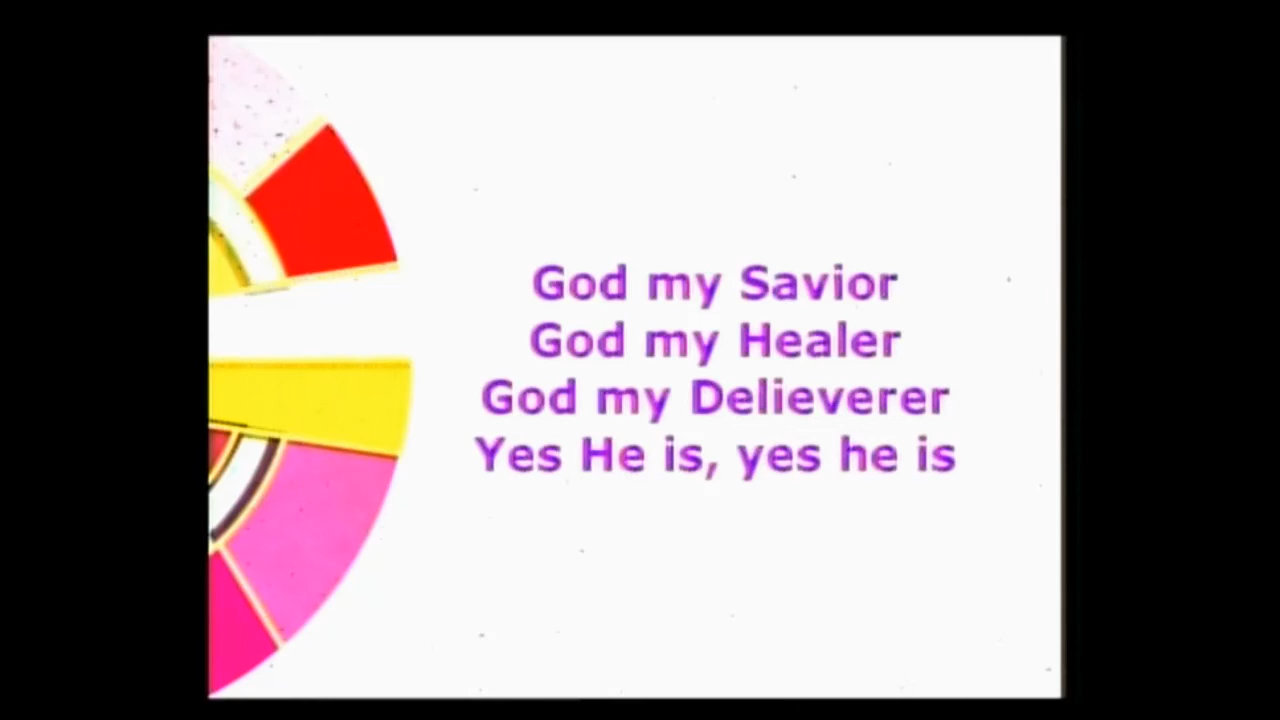 God my Savior
God my Healer
God my Delieverer
Yes He is, yes he is